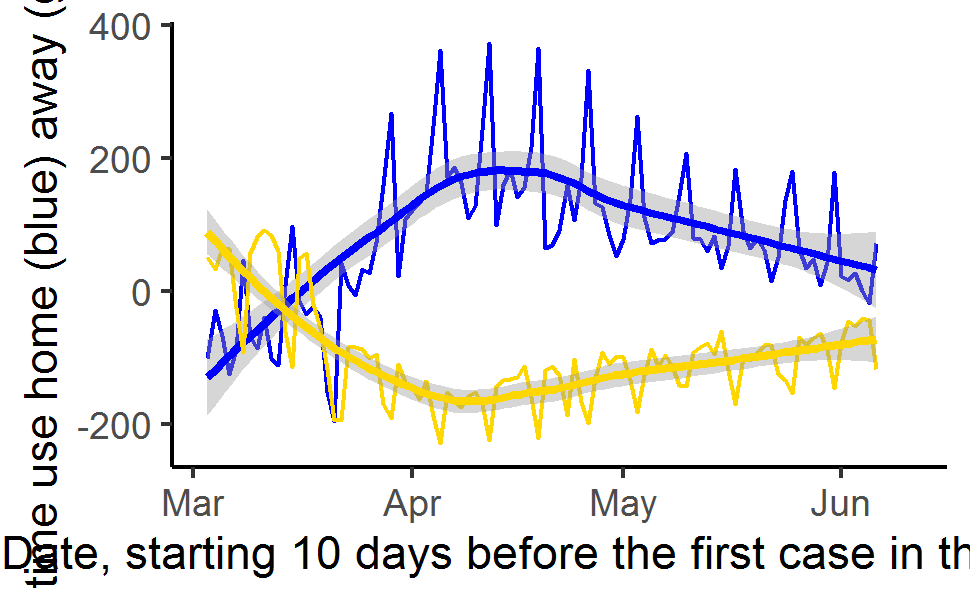 time use home (blue) away (
400
200
0
-200
Mar Apr May Jun
Date, starting 10 days before the first case in th